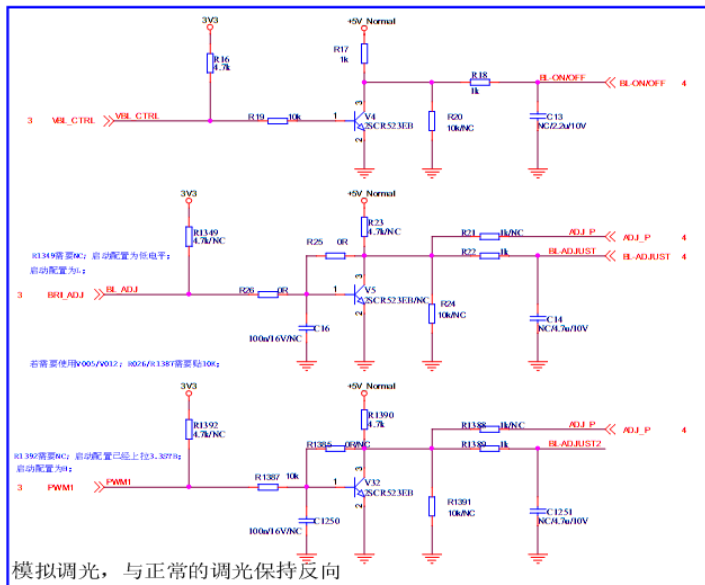 3V3
+5V_Normal
R16
4.7k
R17
1k
R18
1k
BL-ON/OFF
BL-ON/OFF 4
3 VBL_CTRL
VBL_CTRL
R19 10k
1
3
V4
2SCR523EB
2
R20
10k/NC
C13
NC/2.2u/10V
3V3
+5V_Normal
R1349
4.7k/NC
R23
4.7k/NC
R25 0R
R21 1k/NC
ADJ_P
ADJ_P 4
R22 1k
BL-ADJUST
BL-ADJUST 4
R1349需要NC; 启动配置为低电平;
启动配置为L;
3 BRI_ADJ
BL_ADJ
R26 0R
1
3
V5
2SCR523EB/NC
2
R24
10k/NC
C16
100n/16V/NC
C14
NC/4.7u/10V
若需要使用V005/V012; R026/R1387需要贴10K;
3V3
+5V_Normal
R1392
4.7k/NC
R1390
4.7k
R1385 0R/NC
R1388 1k/NC
ADJ_P
ADJ_P 4
R1389 1k
BL-ADJUST2
R1392需要NC; 启动配置已经上拉
启动配置为H;
3 PWM1
PWM1
R1387 10k
1
3
V32
2SCR523EB
2
R1391
10k/NC
C1250
100n/16V/NC
C1251
NC/4.7u/10V
模拟调光，与正常的调光保持反向